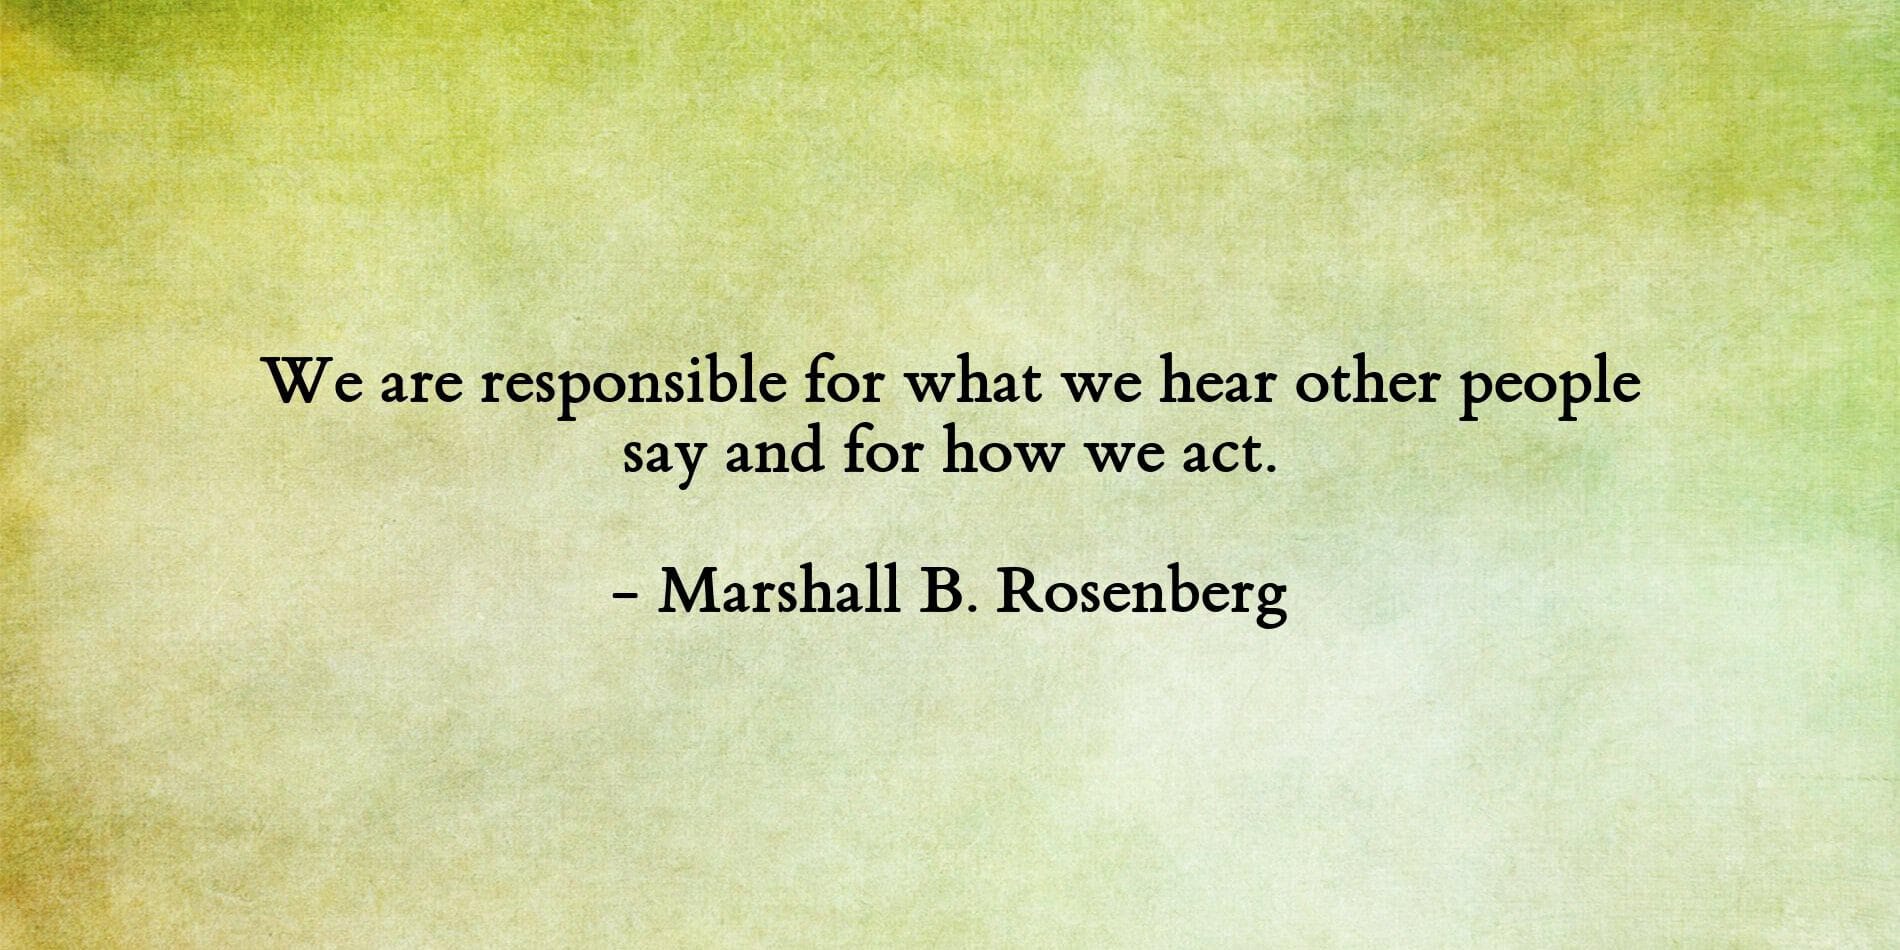 We are responsible for what we hear other people
say and for how we act.
– Marshall B. Rosenberg